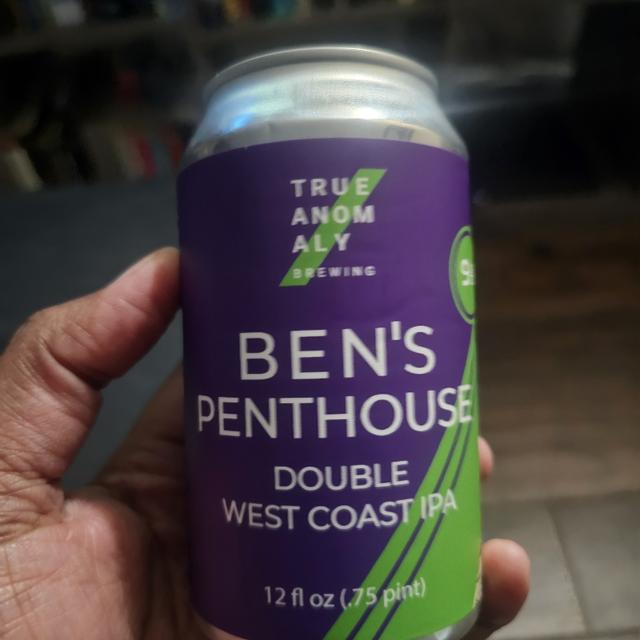 TRUE
ANOM
ALY
BREWING
BEN'S
PENTHOUSE
DOUBLE
WEST COAST IPA
12 fl oz (.75 pint)